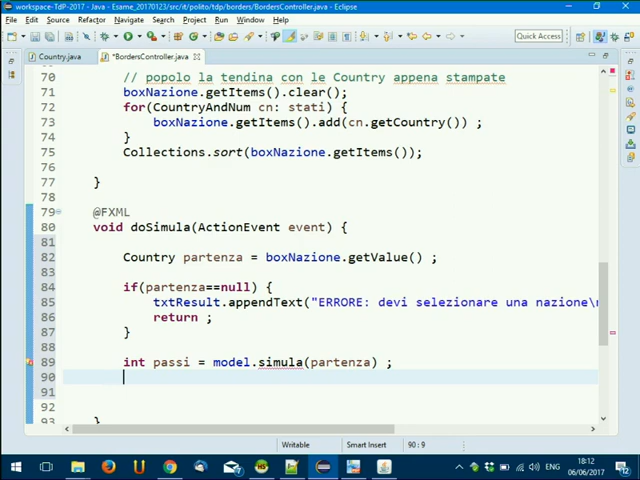 workspace-TdP-2017 - Java - Esame_20170123/src/it/polito/tdp/borders/BordersController.java - Eclipse
File Edit Source Refactor Navigate Search Project Run Window Help
Quick Access
Country.java *BordersController.java
70 // popolo la tendina con le Country appena stampate
71 boxNazione.getItems().clear();
72 for(CountryAndNum cn: stati) {
73 boxNazione.getItems().add(cn.getCountry()) ;
74 }
75 Collections.sort(boxNazione.getItems());
76
77 }
78
79 @FXML
80 void doSimula(ActionEvent event) {
81
82 Country partenza = boxNazione.getValue() ;
83
84 if(partenza==null) {
85 txtResult.appendText("ERRORE: devi selezionare una nazione\n
86 return ;
87 }
88
89 int passi = model.simula(partenza) ;
90
91
92
93 }
Writable Smart Insert 90 : 9
ENG 18:12
06/06/2017